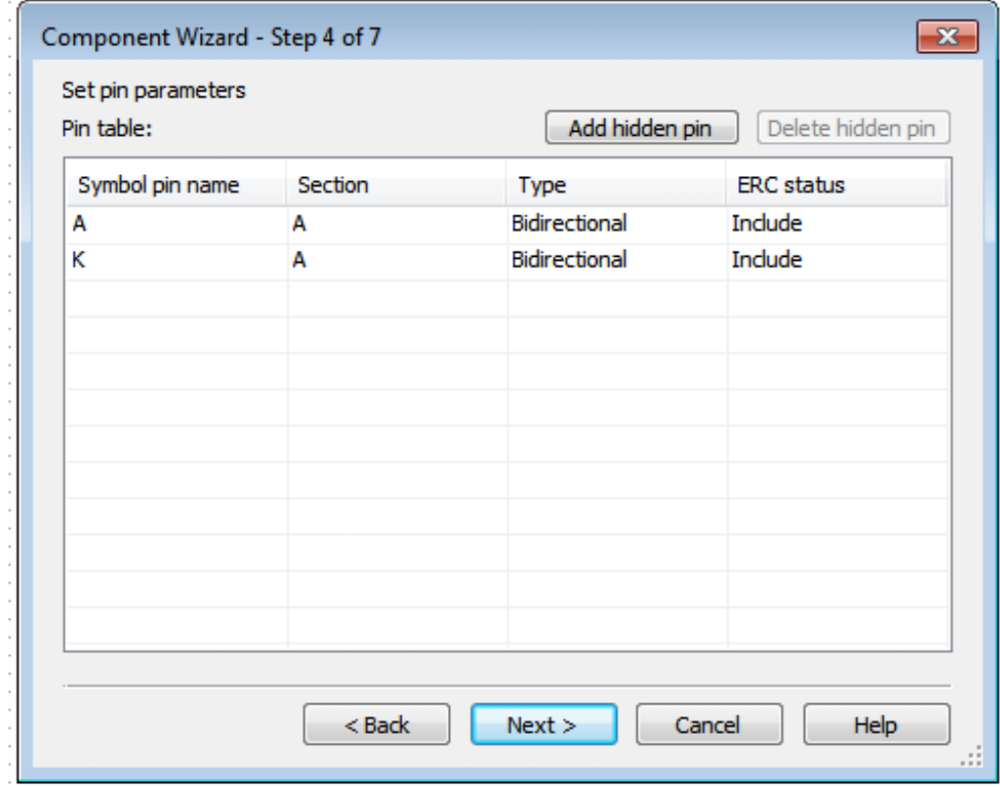 Component Wizard - Step 4 of 7
Set pin parameters
Pin table: Add hidden pin Delete hidden pin
Symbol pin name Section Type ERC status
A A Bidirectional Include
K A Bidirectional Include
< Back Next > Cancel Help